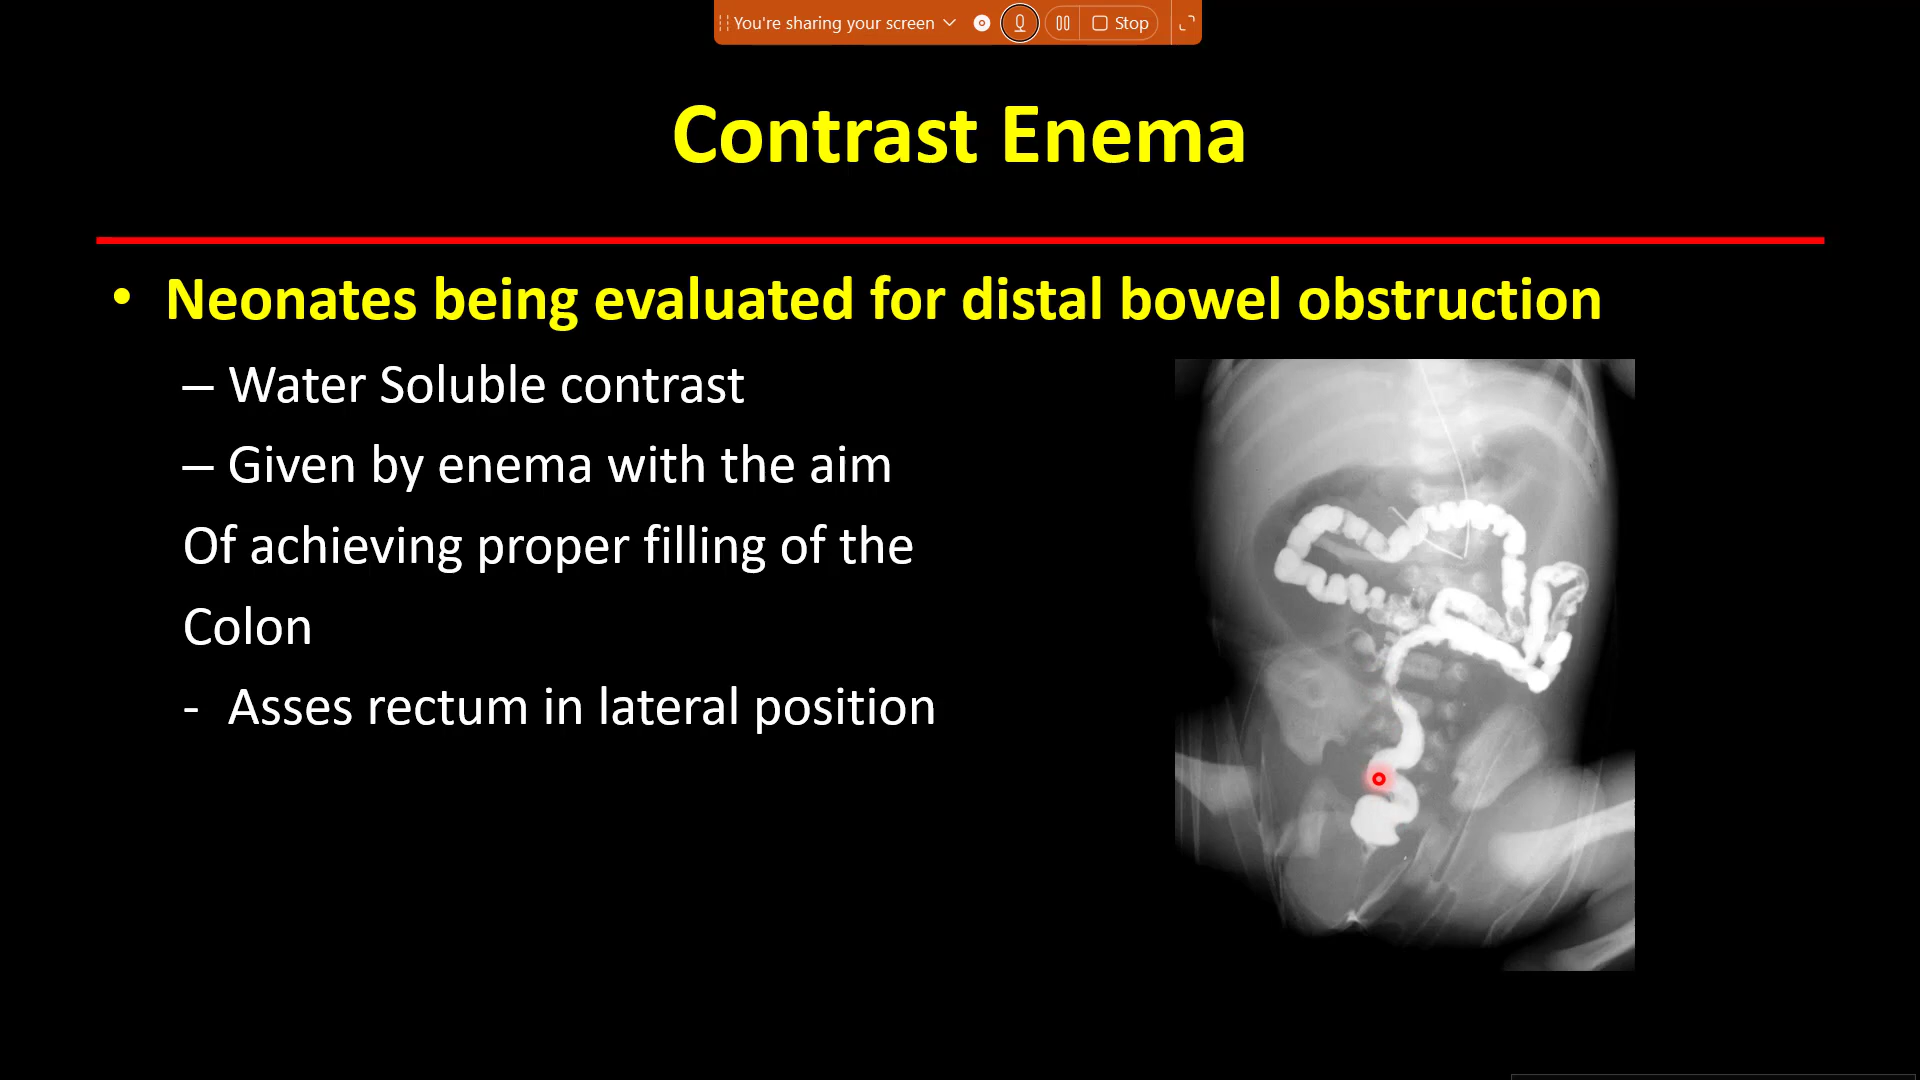 You're sharing your screen
Stop
Contrast Enema
• Neonates being evaluated for distal bowel obstruction
– Water Soluble contrast
– Given by enema with the aim
Of achieving proper filling of the
Colon
- Asses rectum in lateral position